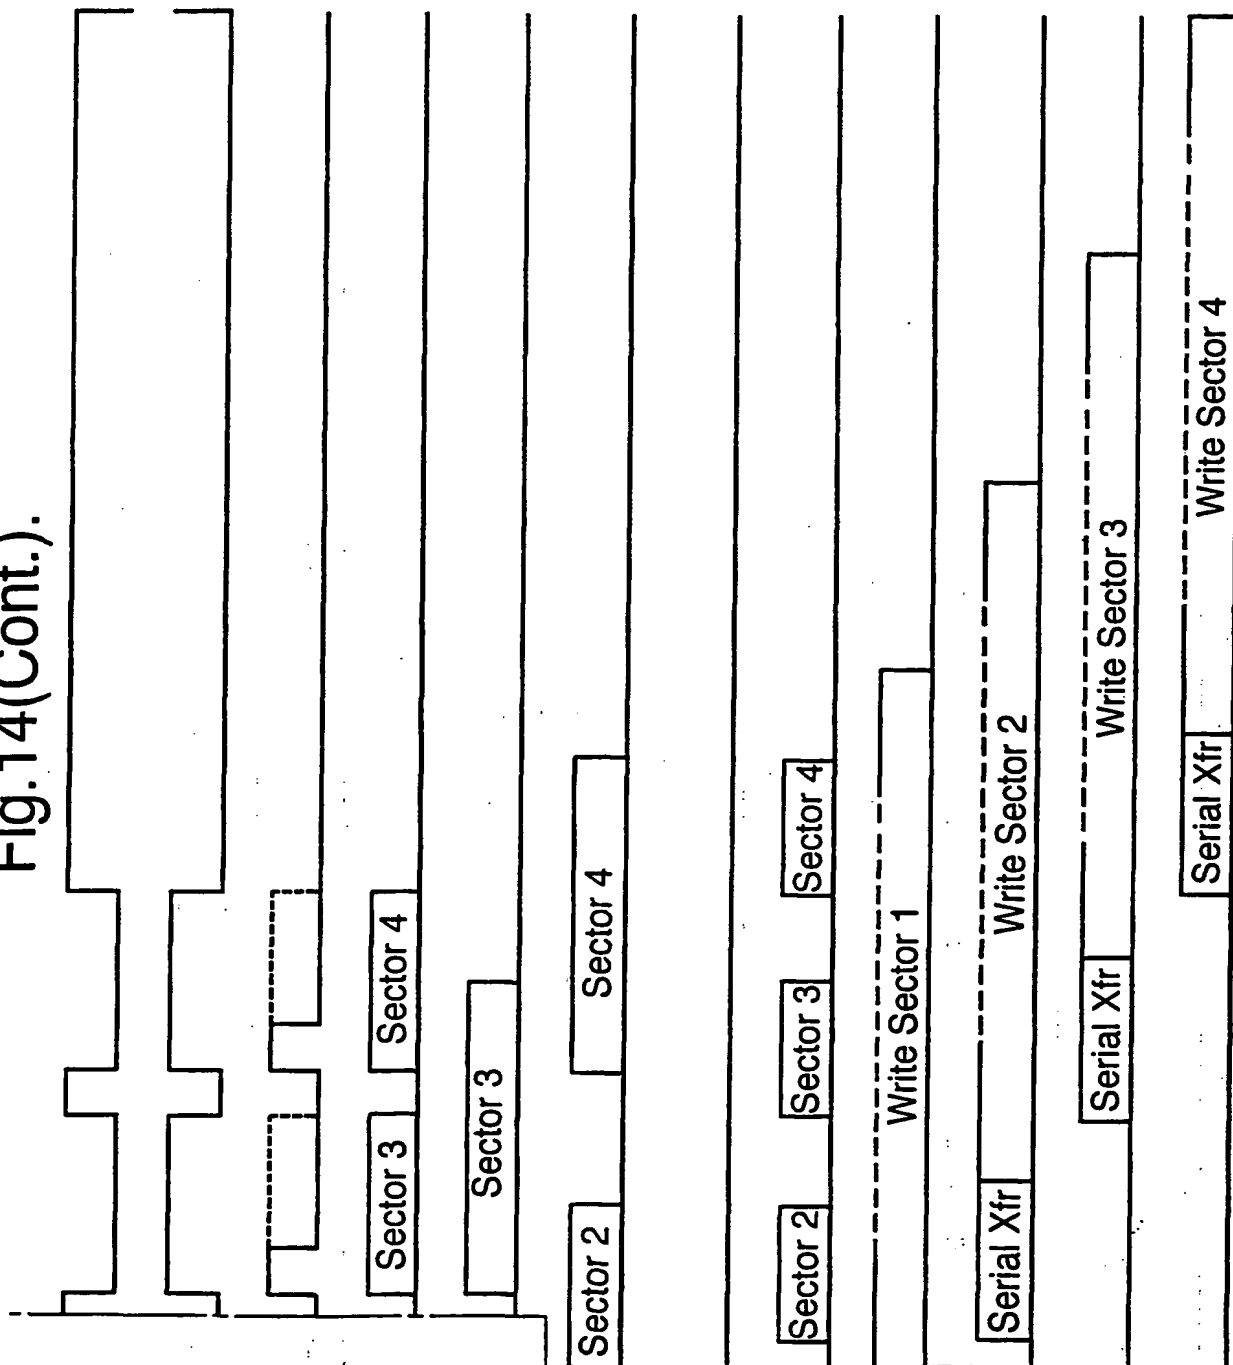 Fig.14(Cont.).
Sector 3
Sector 4
Sector 3
Sector 2
Sector 4
Sector 2
Sector 3
Sector 4
Write Sector 1
Serial Xfr
Write Sector 2
Serial Xfr
Write Sector 3
Serial Xfr
Write Sector 4